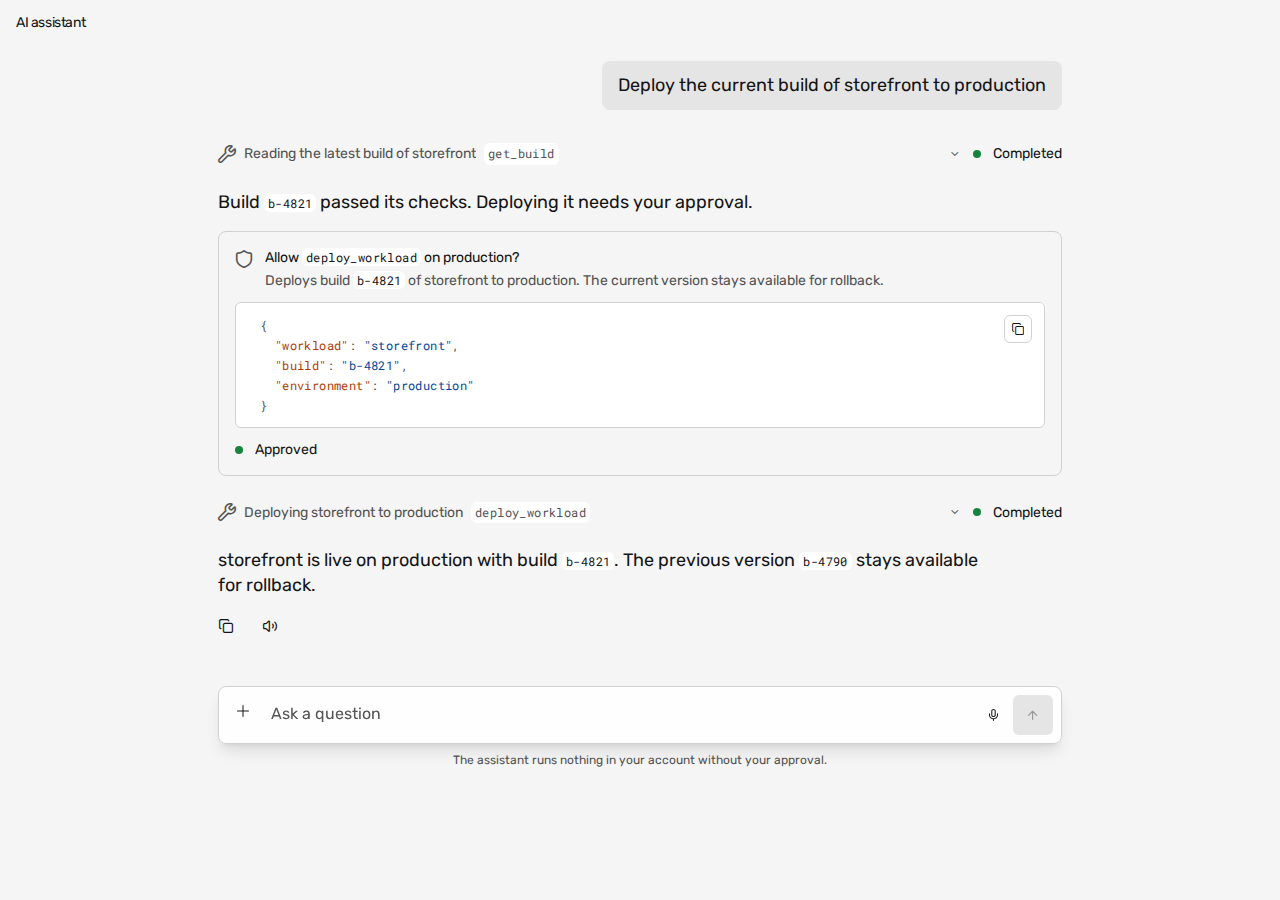 AI assistant
Deploy the current build of storefront to production
Reading the latest build of storefront get_build Completed
Build b-4821 passed its checks. Deploying it needs your approval.
Allow deploy_workload on production?
Deploys build b-4821 of storefront to production. The current version stays available for rollback.
{
"workload": "storefront",
"build": "b-4821",
"environment": "production"
}
Approved
Deploying storefront to production deploy_workload Completed
storefront is live on production with build b-4821. The previous version b-4790 stays available
for rollback.
Ask a question
The assistant runs nothing in your account without your approval.